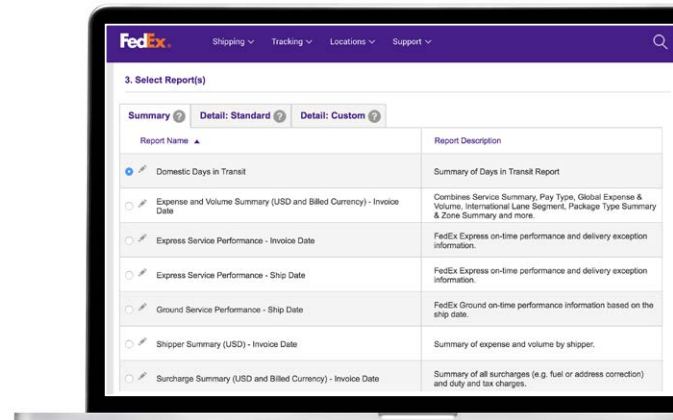 FedEx.
Shipping Tracking Locations Support
3. Select Report(s)
Summary ? Detail: Standard ? Detail: Custom ?
Report Name Report Description
Domestic Days in Transit Summary of Days in Transit Report
Expense and Volume Summary (USD and Billed Currency) - Invoice
Date
Combines Service Summary, Pay Type, Global Expense &
Volume, International Lane Segment, Package Type Summary
& Zone Summary and more.
Express Service Performance - Invoice Date
FedEx Express on-time performance and delivery exception
information.
Express Service Performance - Ship Date
FedEx Express on-time performance and delivery exception
information.
Ground Service Performance - Ship Date
FedEx Ground on-time performance information based on the
ship date.
Shipper Summary (USD) - Invoice Date Summary of expense and volume by shipper.
Surcharge Summary (USD and Billed Currency) - Invoice Date
Summary of all surcharges (e.g. fuel or address correction)
and duty and tax charges.